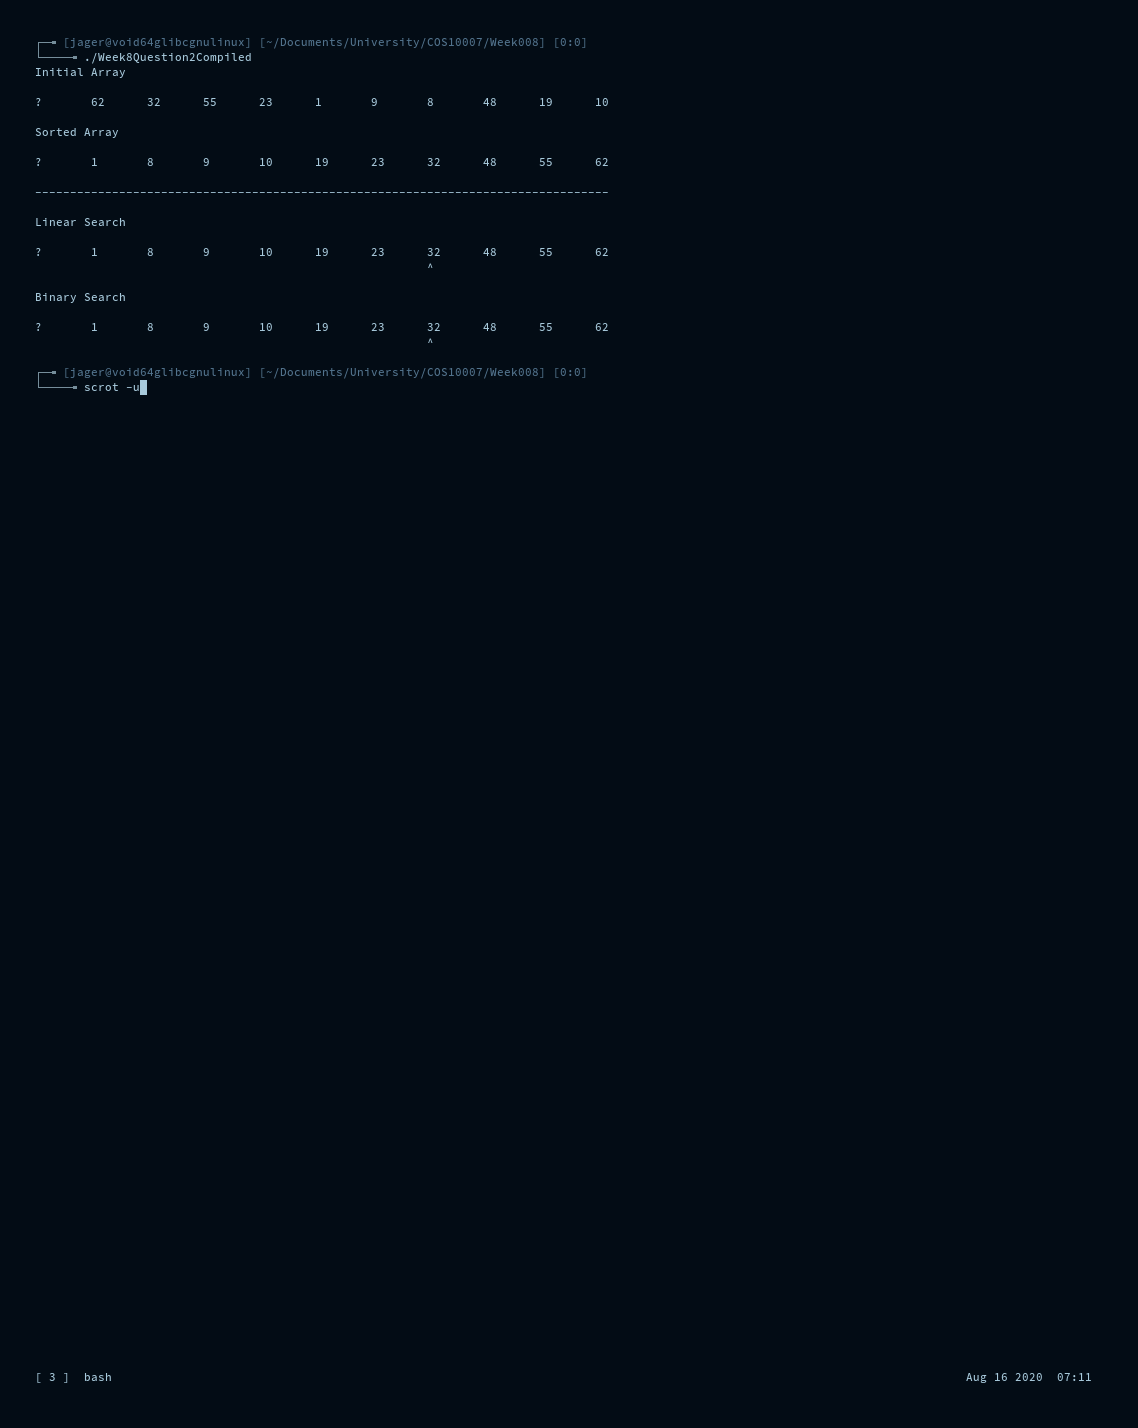 ┌─╼ [jager@void64glibcgnulinux] [~/Documents/University/COS10007/Week008] [0:0]
└────╼ ./Week8Question2Compiled
Initial Array
?       62      32      55      23      1       9       8       48      19      10
Sorted Array
?       1       8       9       10      19      23      32      48      55      62
----------------------------------------------------------------------------------
Linear Search
?       1       8       9       10      19      23      32      48      55      62
                                                        ^
Binary Search
?       1       8       9       10      19      23      32      48      55      62
                                                        ^
┌─╼ [jager@void64glibcgnulinux] [~/Documents/University/COS10007/Week008] [0:0]
└────╼ scrot -u
[ 3 ]  bash
Aug 16 2020  07:11